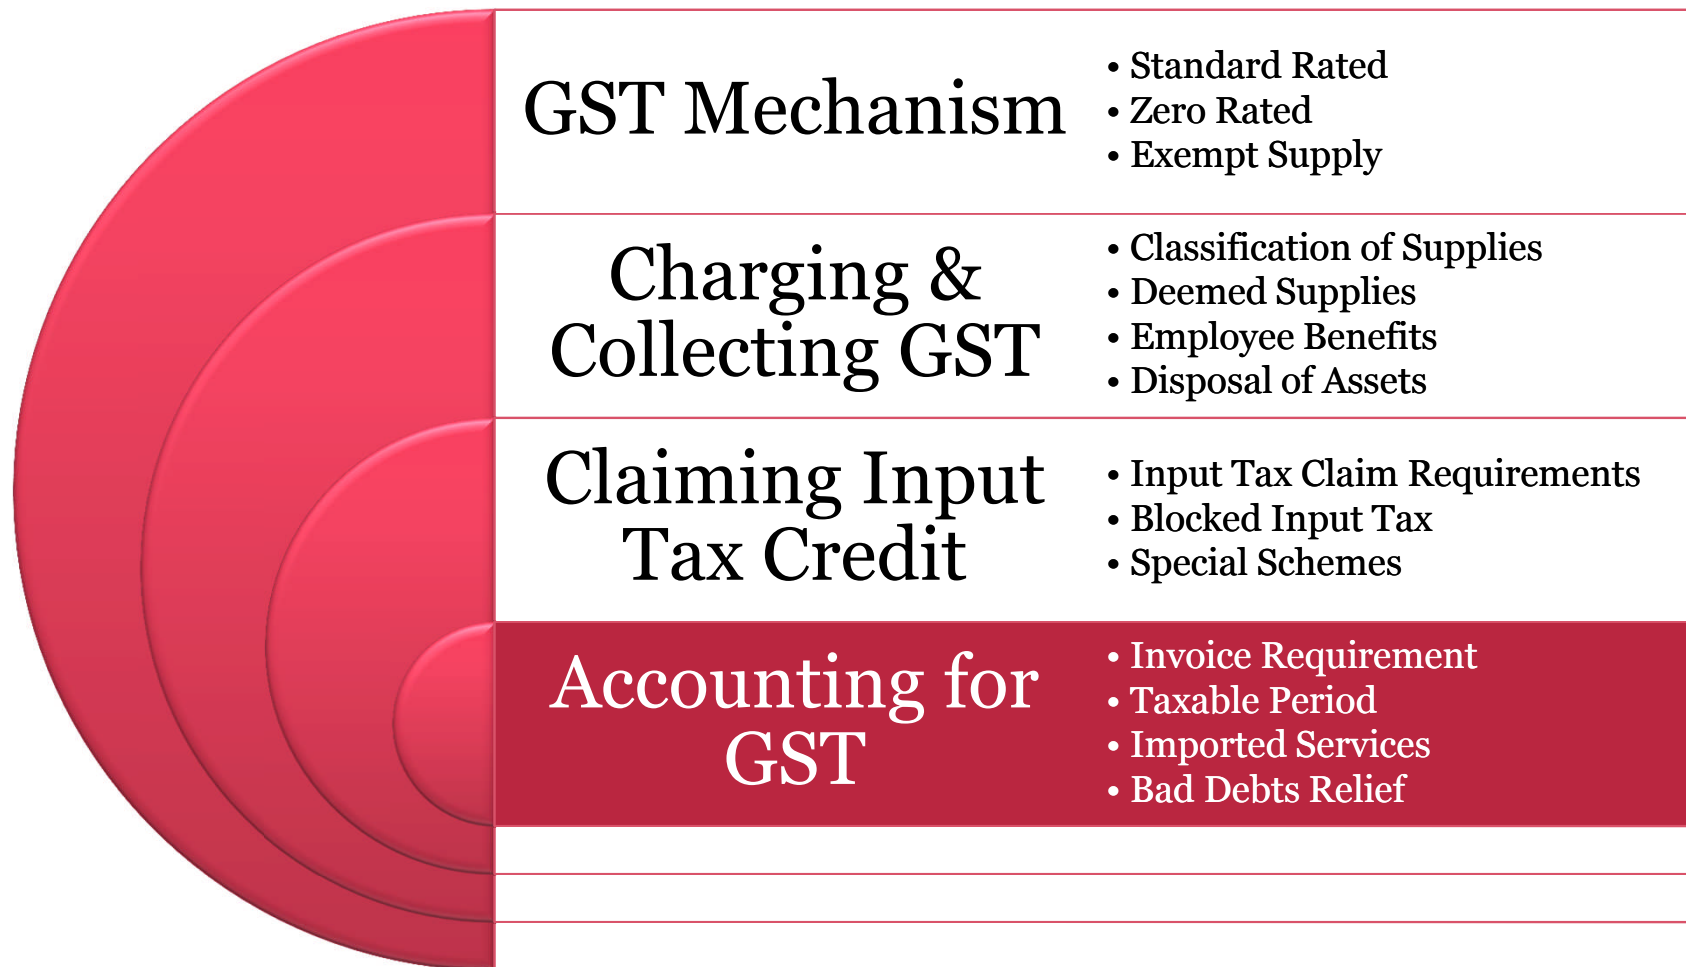 GST Mechanism
• Standard Rated
• Zero Rated
• Exempt Supply
Charging &
Collecting GST
• Classification of Supplies
• Deemed Supplies
• Employee Benefits
• Disposal of Assets
Claiming Input
Tax Credit
• Input Tax Claim Requirements
• Blocked Input Tax
• Special Schemes
Accounting for
GST
• Invoice Requirement
• Taxable Period
• Imported Services
• Bad Debts Relief